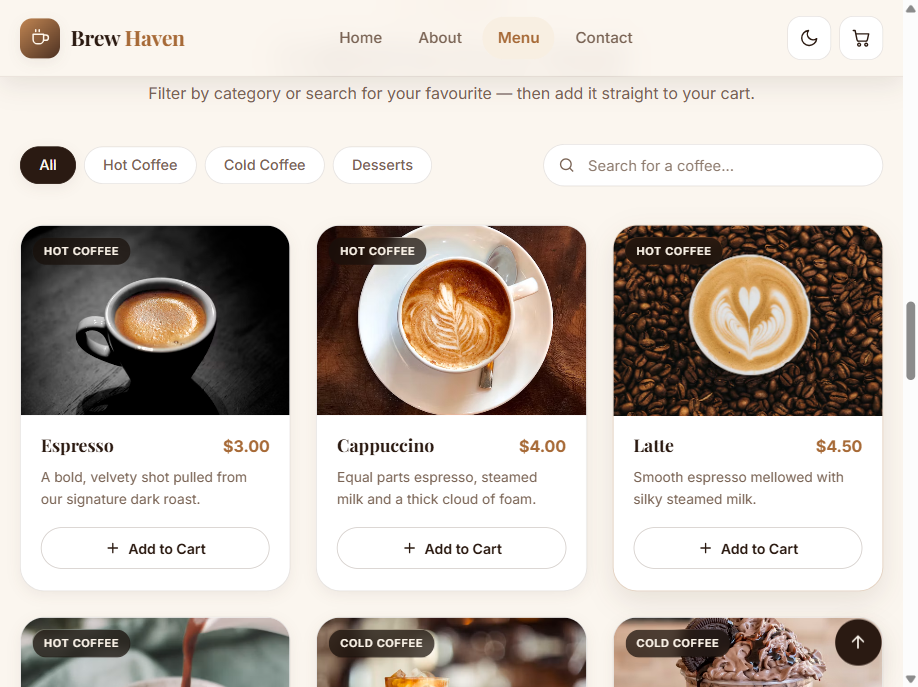 Brew Haven
Home
About
Menu
Contact
Filter by category or search for your favourite — then add it straight to your cart.
All
Hot Coffee
Cold Coffee
Desserts
Search for a coffee...
HOT COFFEE
HOT COFFEE
HOT COFFEE
Espresso $3.00
A bold, velvety shot pulled from
our signature dark roast.
+ Add to Cart
Cappuccino $4.00
Equal parts espresso, steamed
milk and a thick cloud of foam.
+ Add to Cart
Latte $4.50
Smooth espresso mellowed with
silky steamed milk.
+ Add to Cart
HOT COFFEE
COLD COFFEE
COLD COFFEE